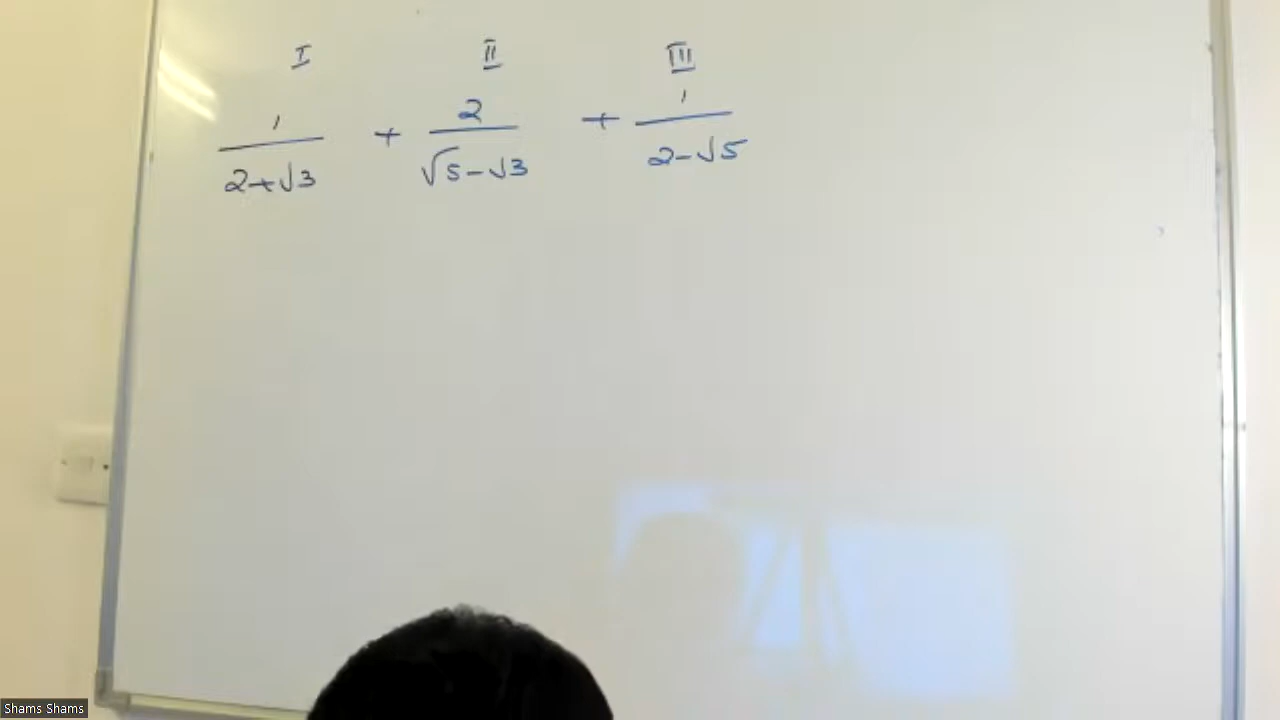 I II III
1/(2+√3) + 2/(√5-√3) + 1/(2-√5)
Shams Shams